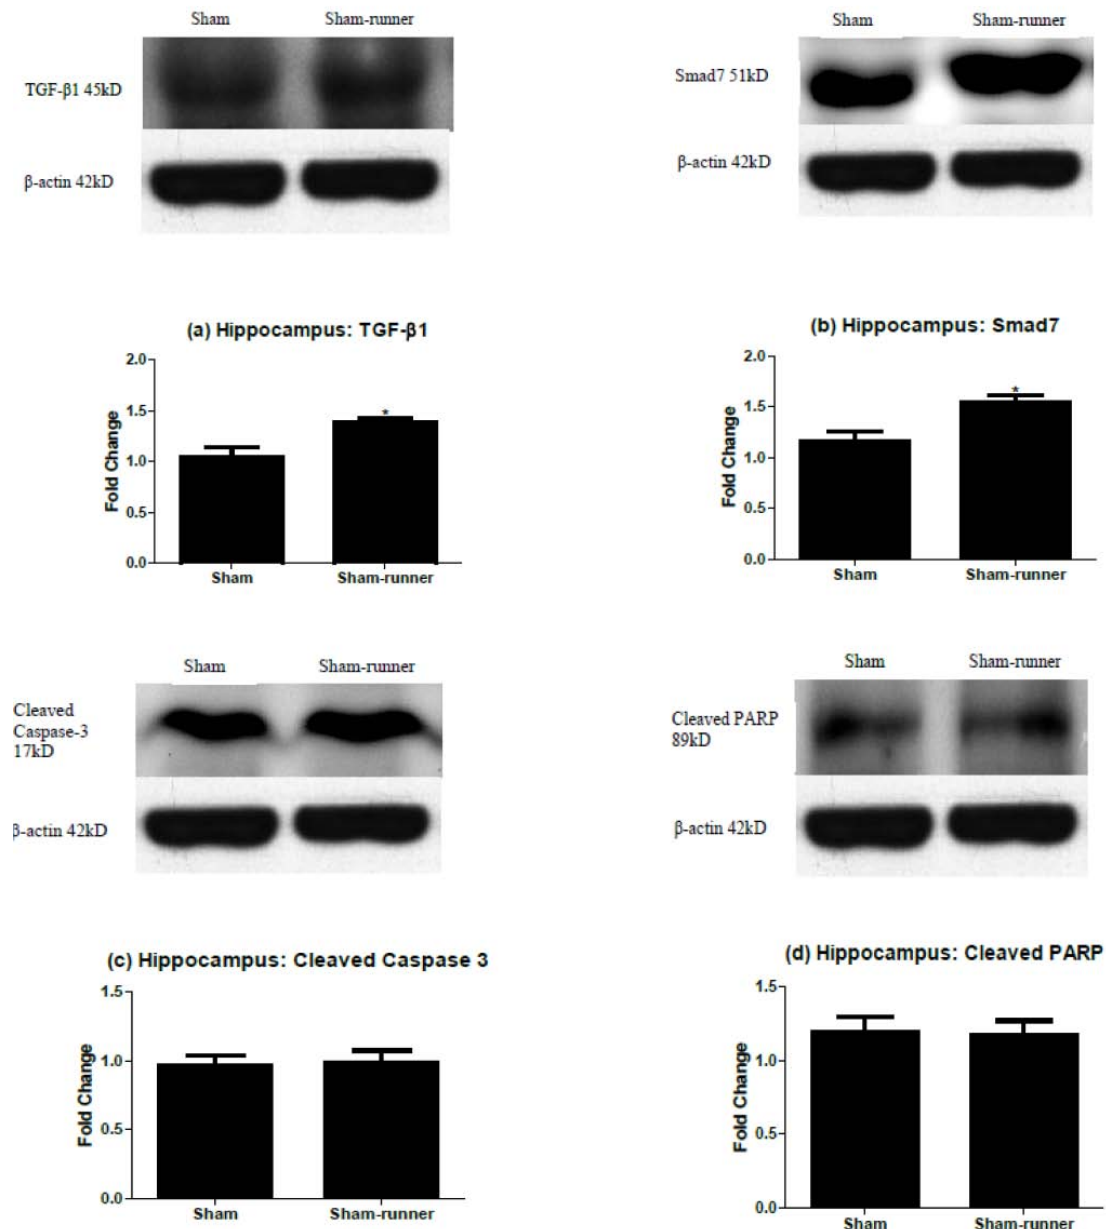 Sham Sham-runner
TGF-β1 45kD
β-actin 42kD
Sham Sham-runner
Smad7 51kD
β-actin 42kD
(a) Hippocampus: TGF-β1
2.0
1.5
1.0
0.5
0.0
Fold Change
*
Sham Sham-runner
(b) Hippocampus: Smad7
2.0
1.5
1.0
0.5
0.0
Fold Change
*
Sham Sham-runner
Sham Sham-runner
Cleaved
Caspase-3
17kD
β-actin 42kD
Sham Sham-runner
Cleaved PARP
89kD
β-actin 42kD
(c) Hippocampus: Cleaved Caspase 3
1.5
1.0
0.5
0.0
Fold Change
Sham Sham-runner
(d) Hippocampus: Cleaved PARP
1.5
1.0
0.5
0.0
Fold Change
Sham Sham-runner